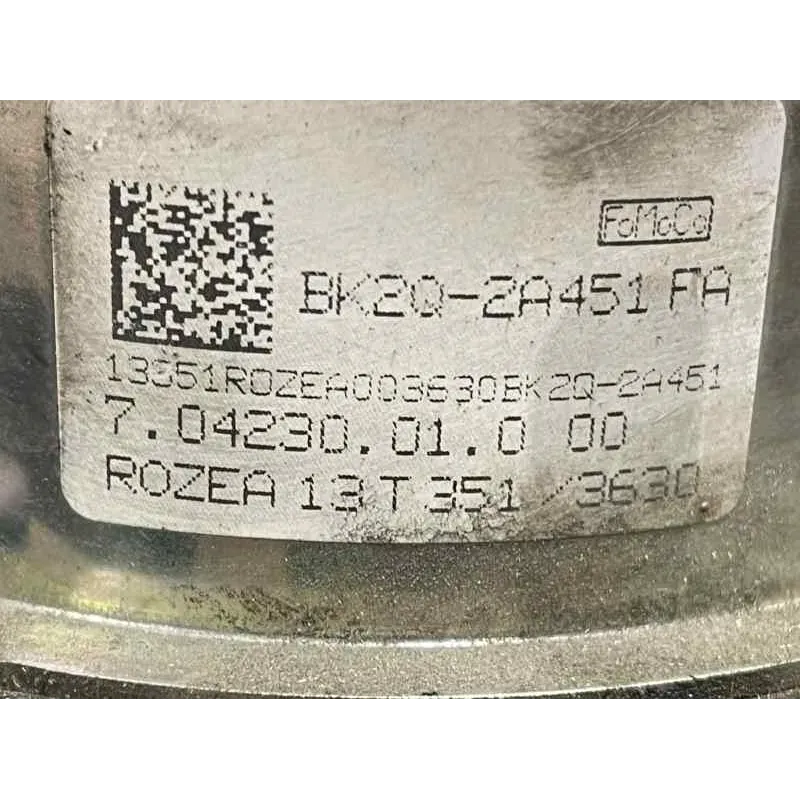 FoMoCo
BK2Q-2A451 FA
13351ROZEA003630BK2Q-2A451
7.04230.01.0 00
ROZEA 13 T 351 / 3630